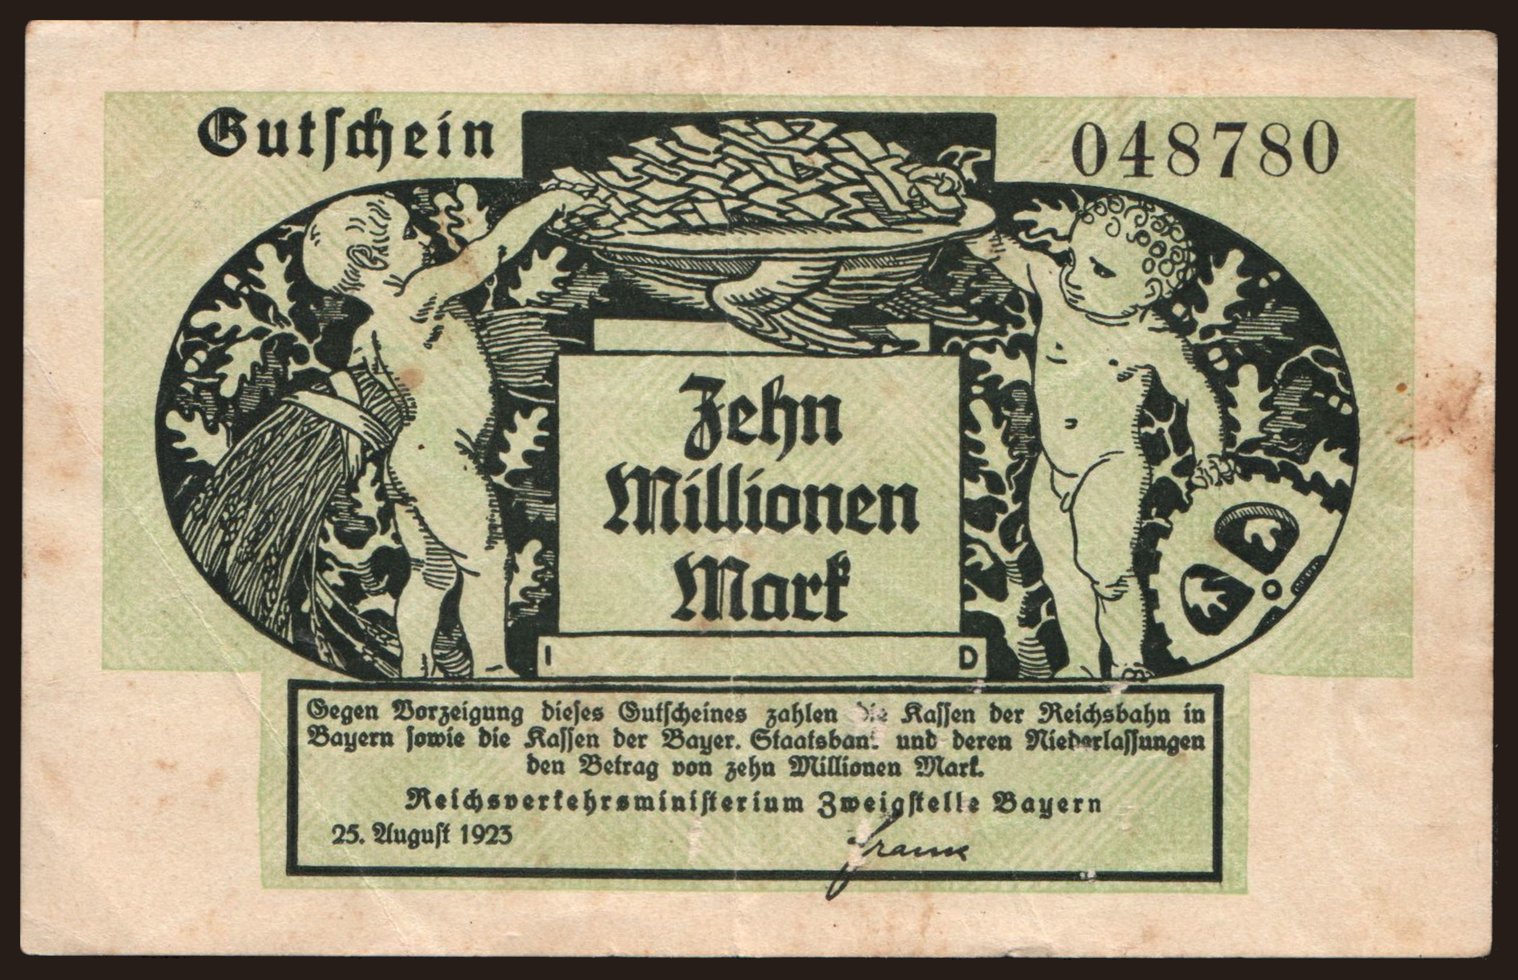 Gutschein
048780
Zehn
Millionen
Mark
I D
Gegen Vorzeigung dieses Gutscheines zahlen die Kassen der Reichsbahn in
Bayern sowie die Kassen der Bayer. Staatsbank und deren Niederlassungen
den Betrag von zehn Millionen Mark.
Reichsverkehrsministerium Zweigstelle Bayern
25. August 1923